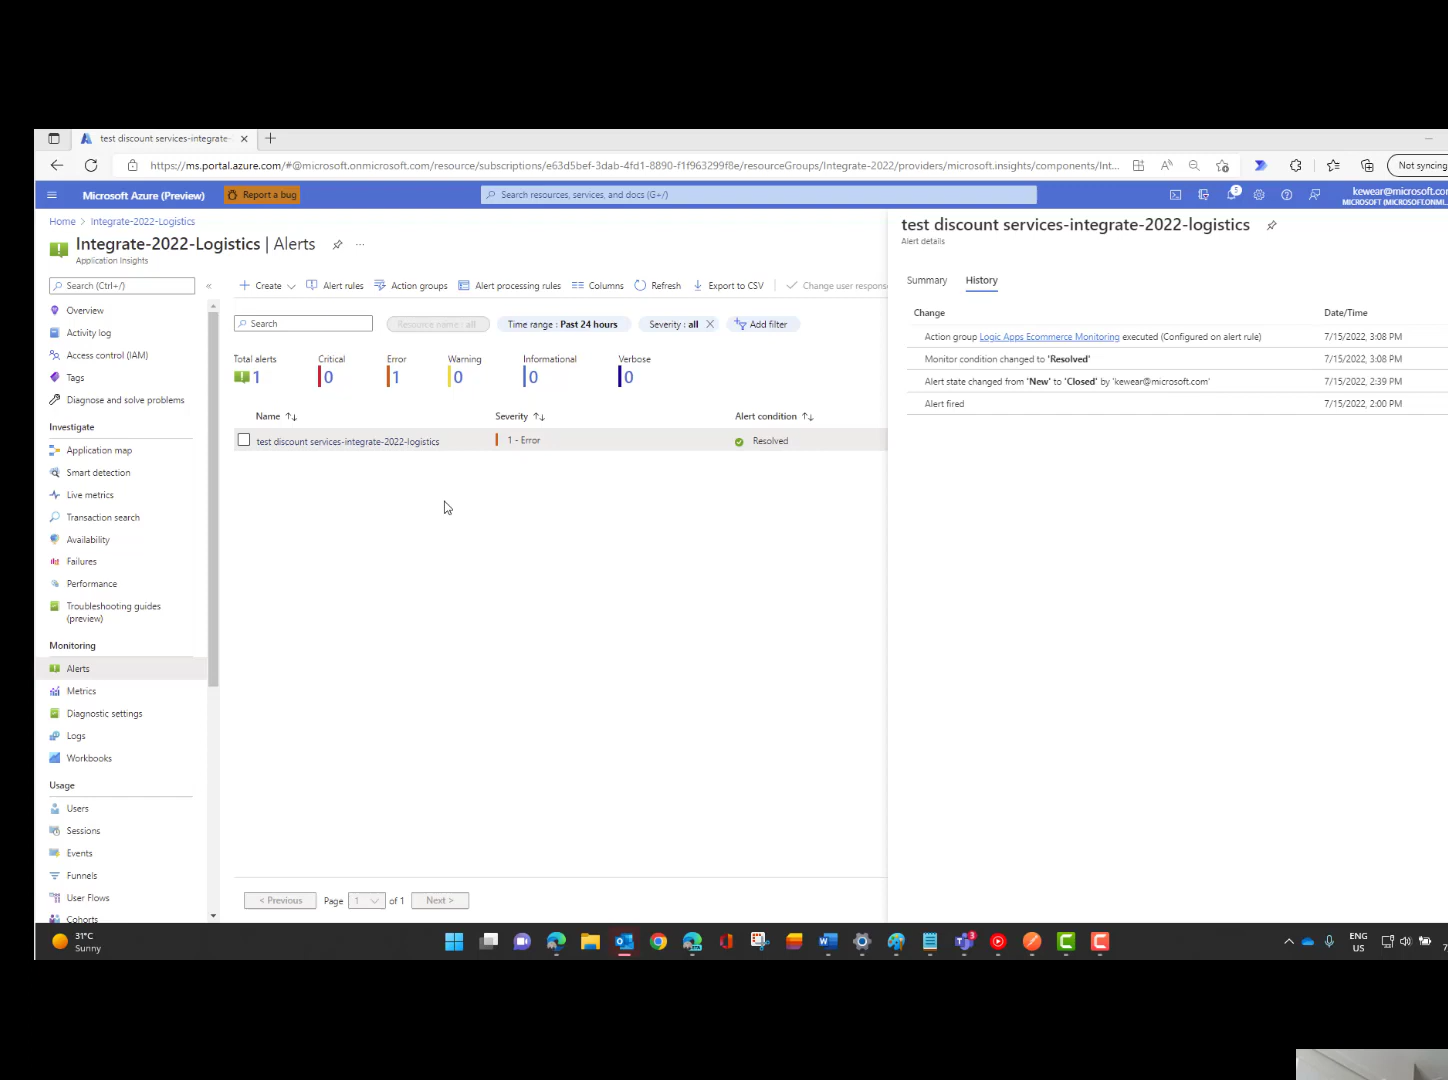 test discount services-integrate-
https://ms.portal.azure.com/#@microsoft.onmicrosoft.com/resource/subscriptions/e63d5bef-3dab-4fd1-8890-f1f963299f8e/resourceGroups/Integrate-2022/providers/microsoft.insights/components/Int...
Not syncing
Microsoft Azure (Preview)
Report a bug
Search resources, services, and docs (G+/)
5
kewear@microsoft.com
MICROSOFT (MICROSOFT.ONMI...
Home > Integrate-2022-Logistics
Integrate-2022-Logistics | Alerts
Application Insights
Search (Ctrl+/)
Overview
Activity log
Access control (IAM)
Tags
Diagnose and solve problems
Investigate
Application map
Smart detection
Live metrics
Transaction search
Availability
Failures
Performance
Troubleshooting guides
(preview)
Monitoring
Alerts
Metrics
Diagnostic settings
Logs
Workbooks
Usage
Users
Sessions
Events
Funnels
User Flows
Cohorts
Create
Alert rules
Action groups
Alert processing rules
Columns
Refresh
Export to CSV
Change user response
Search
Resource name : all
Time range : Past 24 hours
Severity : all
Add filter
Total alerts
1
Critical
0
Error
1
Warning
0
Informational
0
Verbose
0
Name
Severity
Alert condition
test discount services-integrate-2022-logistics
1 - Error
Resolved
< Previous
Page
1
of 1
Next >
test discount services-integrate-2022-logistics
Alert details
Summary
History
Change
Date/Time
Action group Logic Apps Ecommerce Monitoring executed (Configured on alert rule)
7/15/2022, 3:08 PM
Monitor condition changed to 'Resolved'
7/15/2022, 3:08 PM
Alert state changed from 'New' to 'Closed' by 'kewear@microsoft.com'
7/15/2022, 2:39 PM
Alert fired
7/15/2022, 2:00 PM
31°C
Sunny
3
ENG
US
7